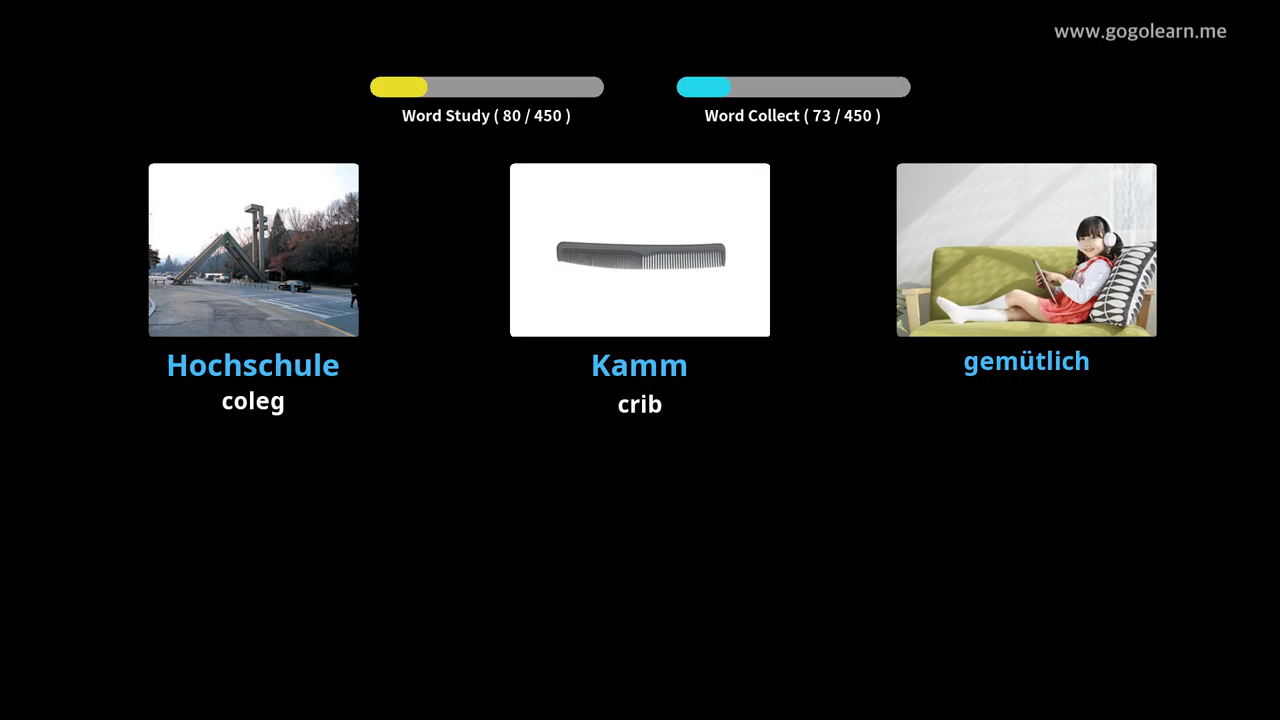 www.gogolearn.me
Word Study ( 80 / 450 )
Word Collect ( 73 / 450 )
Hochschule
coleg
Kamm
crib
gemütlich